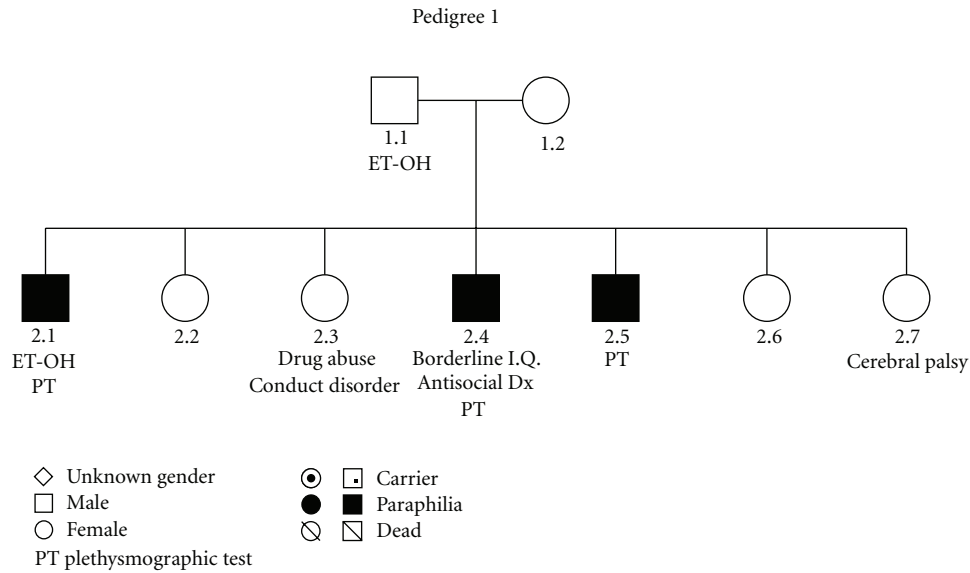 Pedigree 1
1.1
ET-OH
1.2
2.1
ET-OH
PT
2.2
2.3
Drug abuse
Conduct disorder
2.4
Borderline I.Q.
Antisocial Dx
PT
2.5
PT
2.6
2.7
Cerebral palsy
Unknown gender
Male
Female
PT plethysmographic test
Carrier
Paraphilia
Dead